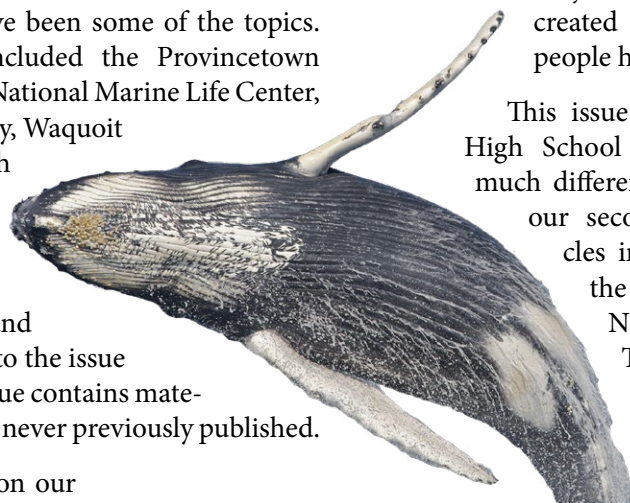 ve been some of the topics.
cluded the Provincetown
National Marine Life Center,
y, Waquoit
h
nd
to the issue
ue contains mate-
never previously published.
on our
created
people h
This issue
High School
much differe
our seco
cles i
the
N
T